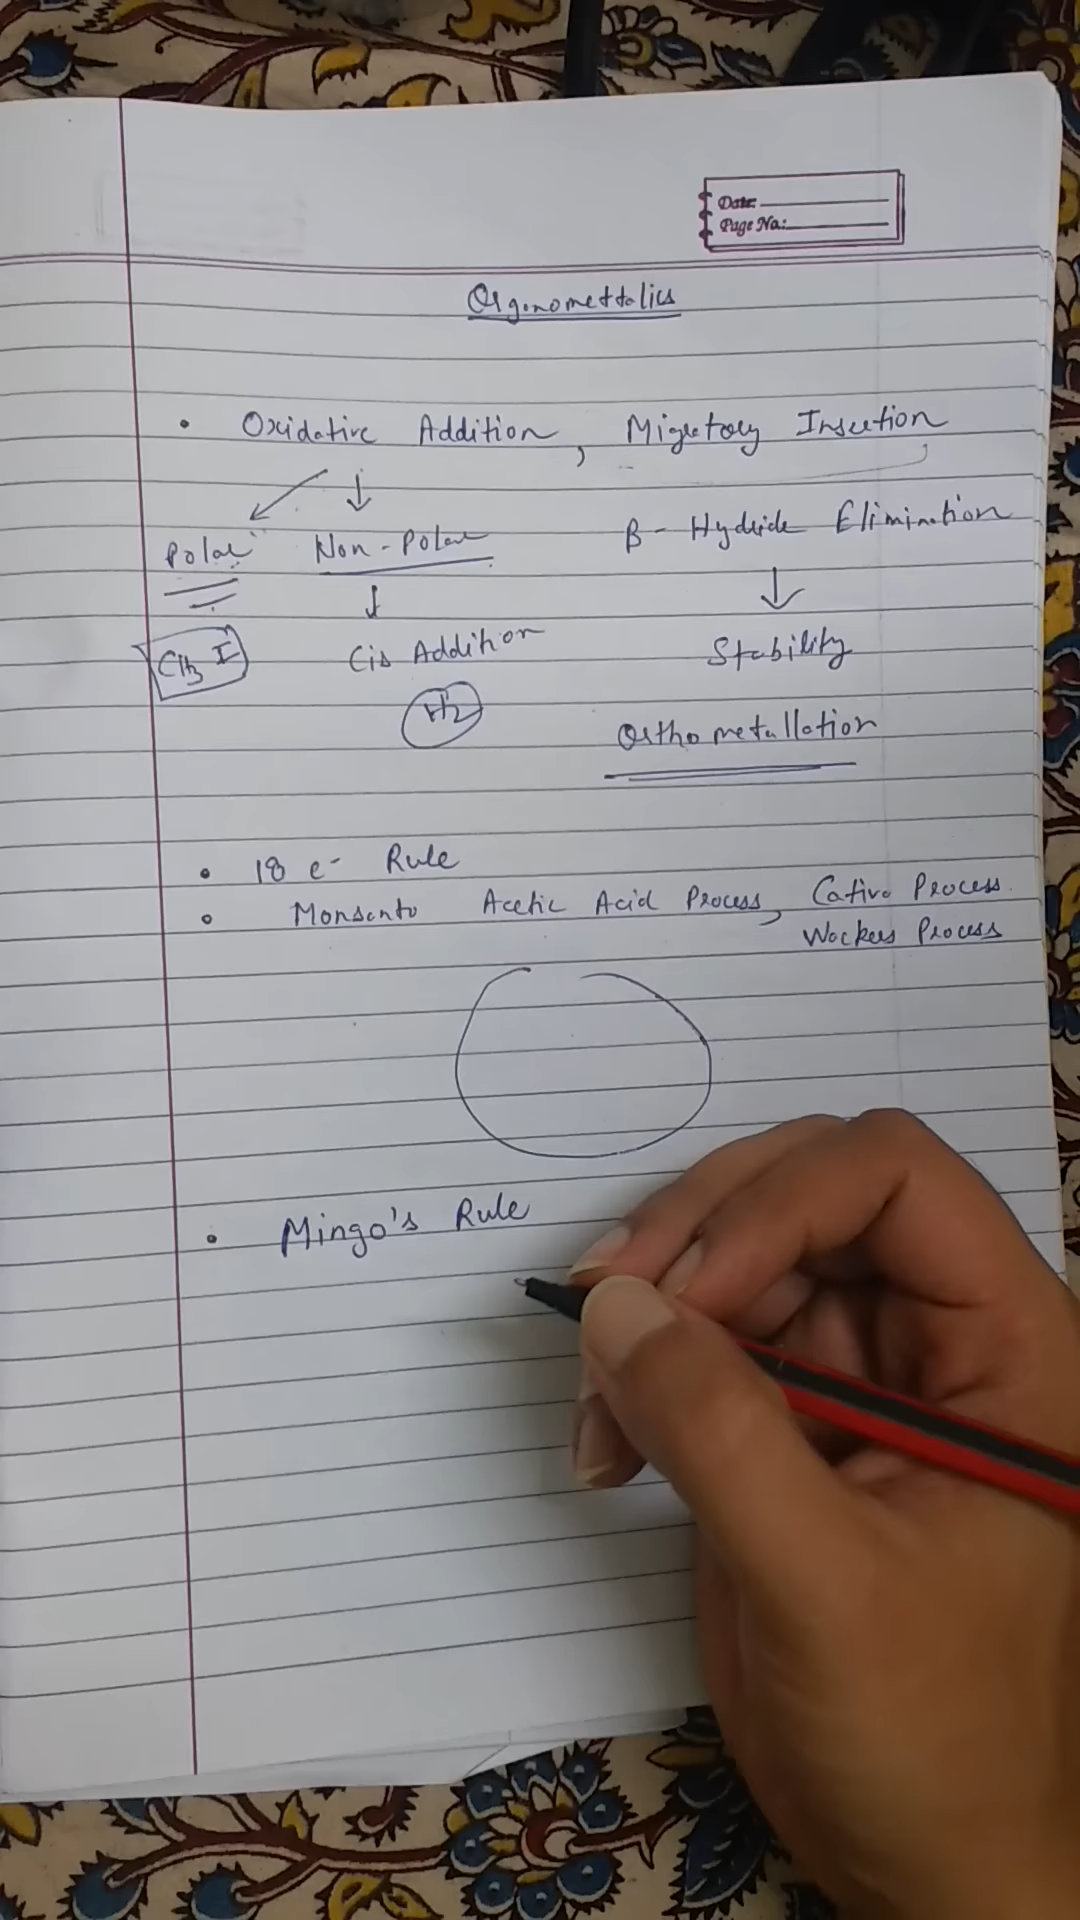 Date:
Page No.:
Orgonomettalics
• Oxidative Addition, Migratory Insertion
Polar Non-Polar β-Hydride Elimination
CH3 I Cis Addition Stability
H2 Orthometallation
• 18 e- Rule
• Monsanto Acetic Acid Process, Cativa Process
Wackers Process
• Mingo's Rule